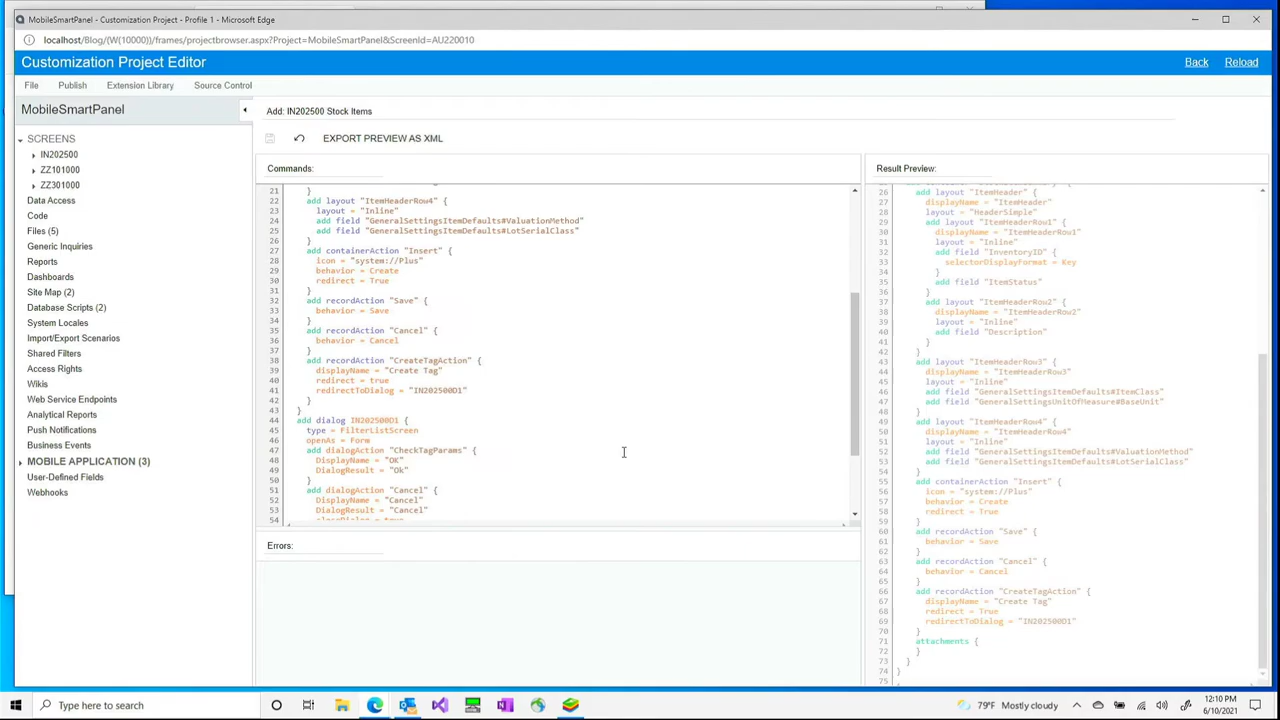 MobileSmartPanel - Customization Project - Profile 1 - Microsoft Edge
localhost/Blog/(W(10000))/frames/projectbrowser.aspx?Project=MobileSmartPanel&ScreenId=AU220010
Customization Project Editor
Back
Reload
File
Publish
Extension Library
Source Control
MobileSmartPanel
SCREENS
IN202500
ZZ101000
ZZ301000
Data Access
Code
Files (5)
Generic Inquiries
Reports
Dashboards
Site Map (2)
Database Scripts (2)
System Locales
Import/Export Scenarios
Shared Filters
Access Rights
Wikis
Web Service Endpoints
Analytical Reports
Push Notifications
Business Events
MOBILE APPLICATION (3)
User-Defined Fields
Webhooks
Add: IN202500 Stock Items
EXPORT PREVIEW AS XML
Commands:
21 }
22 add layout "ItemHeaderRow4" {
23 layout = "Inline"
24 add field "GeneralSettingsItemDefaults#ValuationMethod"
25 add field "GeneralSettingsItemDefaults#LotSerialClass"
26 }
27 add containerAction "Insert" {
28 icon = "system://Plus"
29 behavior = Create
30 redirect = True
31 }
32 add recordAction "Save" {
33 behavior = Save
34 }
35 add recordAction "Cancel" {
36 behavior = Cancel
37 }
38 add recordAction "CreateTagAction" {
39 displayName = "Create Tag"
40 redirect = true
41 redirectToDialog = "IN202500D1"
42 }
43 }
44 add dialog IN202500D1 {
45 type = FilterListScreen
46 openAs = Form
47 add dialogAction "CheckTagParams" {
48 DisplayName = "OK"
49 DialogResult = "Ok"
50 }
51 add dialogAction "Cancel" {
52 DisplayName = "Cancel"
53 DialogResult = "Cancel"
54 closeDialog = true
Errors:
Result Preview:
26 add layout "ItemHeader" {
27 displayName = "ItemHeader"
28 layout = "HeaderSimple"
29 add layout "ItemHeaderRow1" {
30 displayName = "ItemHeaderRow1"
31 layout = "Inline"
32 add field "InventoryID" {
33 selectorDisplayFormat = Key
34 }
35 add field "ItemStatus"
36 }
37 add layout "ItemHeaderRow2" {
38 displayName = "ItemHeaderRow2"
39 layout = "Inline"
40 add field "Description"
41 }
42 }
43 add layout "ItemHeaderRow3" {
44 displayName = "ItemHeaderRow3"
45 layout = "Inline"
46 add field "GeneralSettingsItemDefaults#ItemClass"
47 add field "GeneralSettingsUnitOfMeasure#BaseUnit"
48 }
49 add layout "ItemHeaderRow4" {
50 displayName = "ItemHeaderRow4"
51 layout = "Inline"
52 add field "GeneralSettingsItemDefaults#ValuationMethod"
53 add field "GeneralSettingsItemDefaults#LotSerialClass"
54 }
55 add containerAction "Insert" {
56 icon = "system://Plus"
57 behavior = Create
58 redirect = True
59 }
60 add recordAction "Save" {
61 behavior = Save
62 }
63 add recordAction "Cancel" {
64 behavior = Cancel
65 }
66 add recordAction "CreateTagAction" {
67 displayName = "Create Tag"
68 redirect = True
69 redirectToDialog = "IN202500D1"
70 }
71 attachments {
72 }
73 }
74 }
75
Type here to search
79°F Mostly cloudy
12:10 PM
6/10/2021